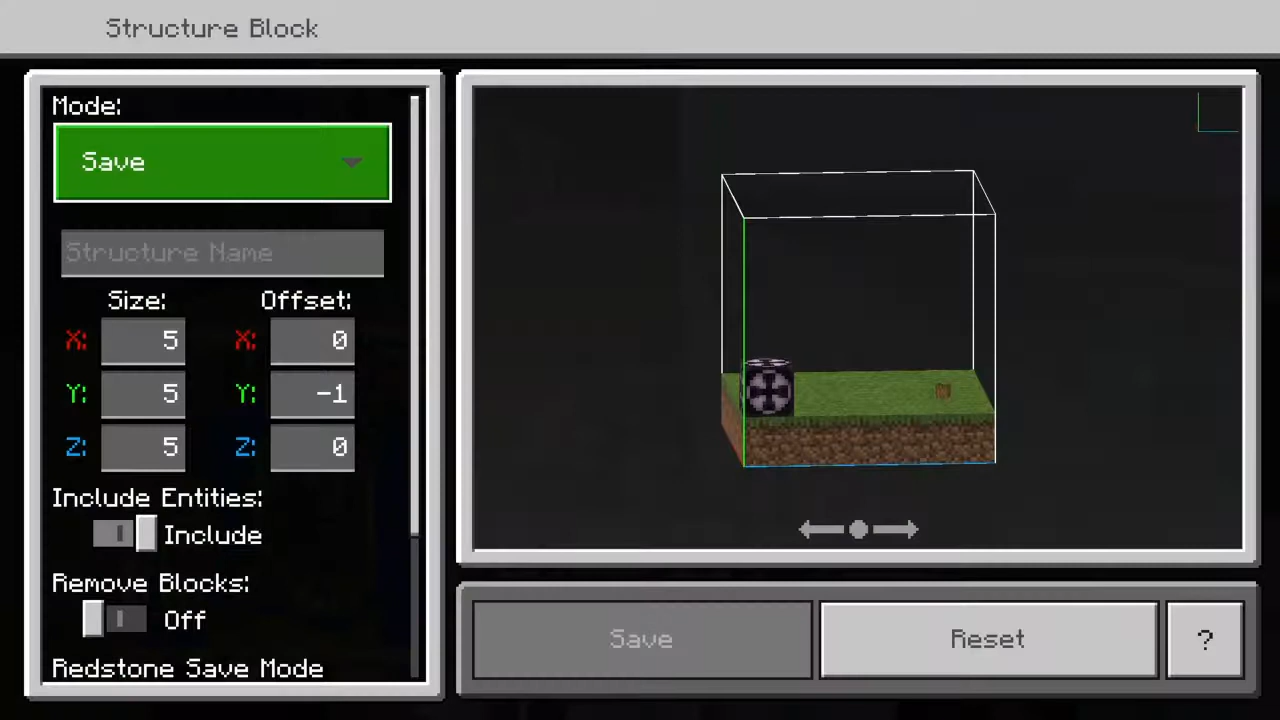 Structure Block
Mode:
Save
Structure Name
Size: Offset:
X: 5 X: 0
Y: 5 Y: -1
Z: 5 Z: 0
Include Entities:
Include
Remove Blocks:
Off
Redstone Save Mode
Save Reset ?